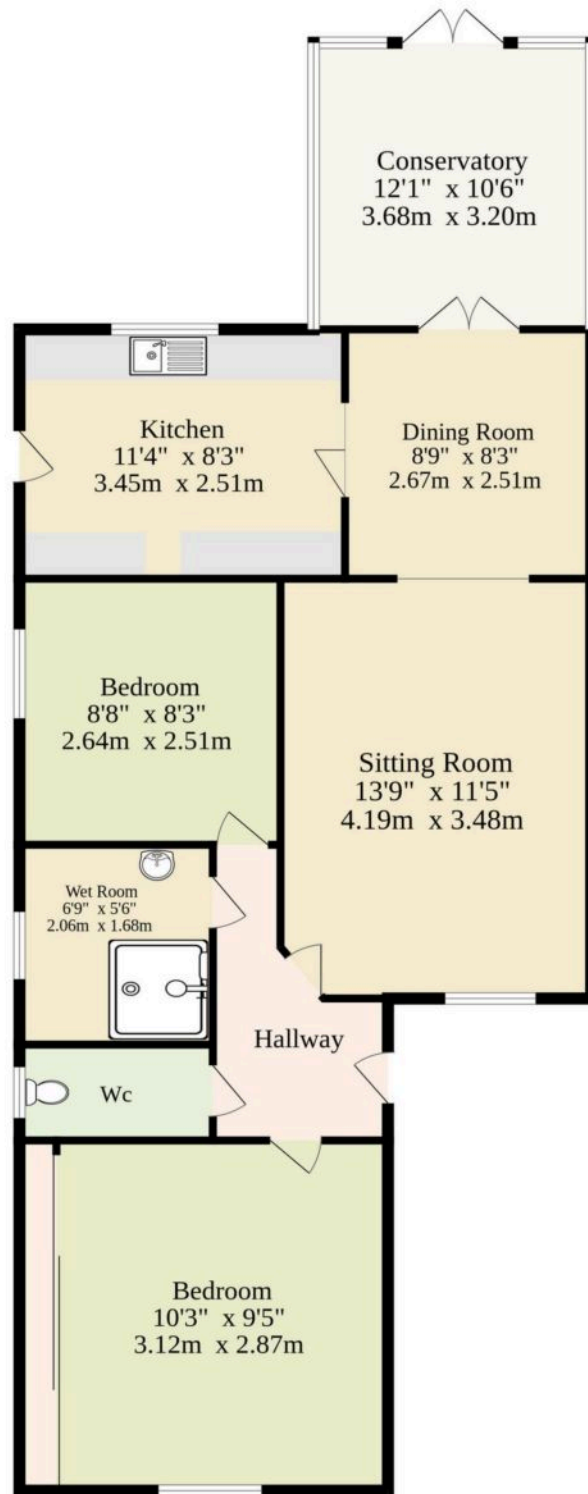 Conservatory
12'1" x 10'6"
3.68m x 3.20m
Kitchen
11'4" x 8'3"
3.45m x 2.51m
Dining Room
8'9" x 8'3"
2.67m x 2.51m
Bedroom
8'8" x 8'3"
2.64m x 2.51m
Sitting Room
13'9" x 11'5"
4.19m x 3.48m
Wet Room
6'9" x 5'6"
2.06m x 1.68m
Hallway
Wc
Bedroom
10'3" x 9'5"
3.12m x 2.87m